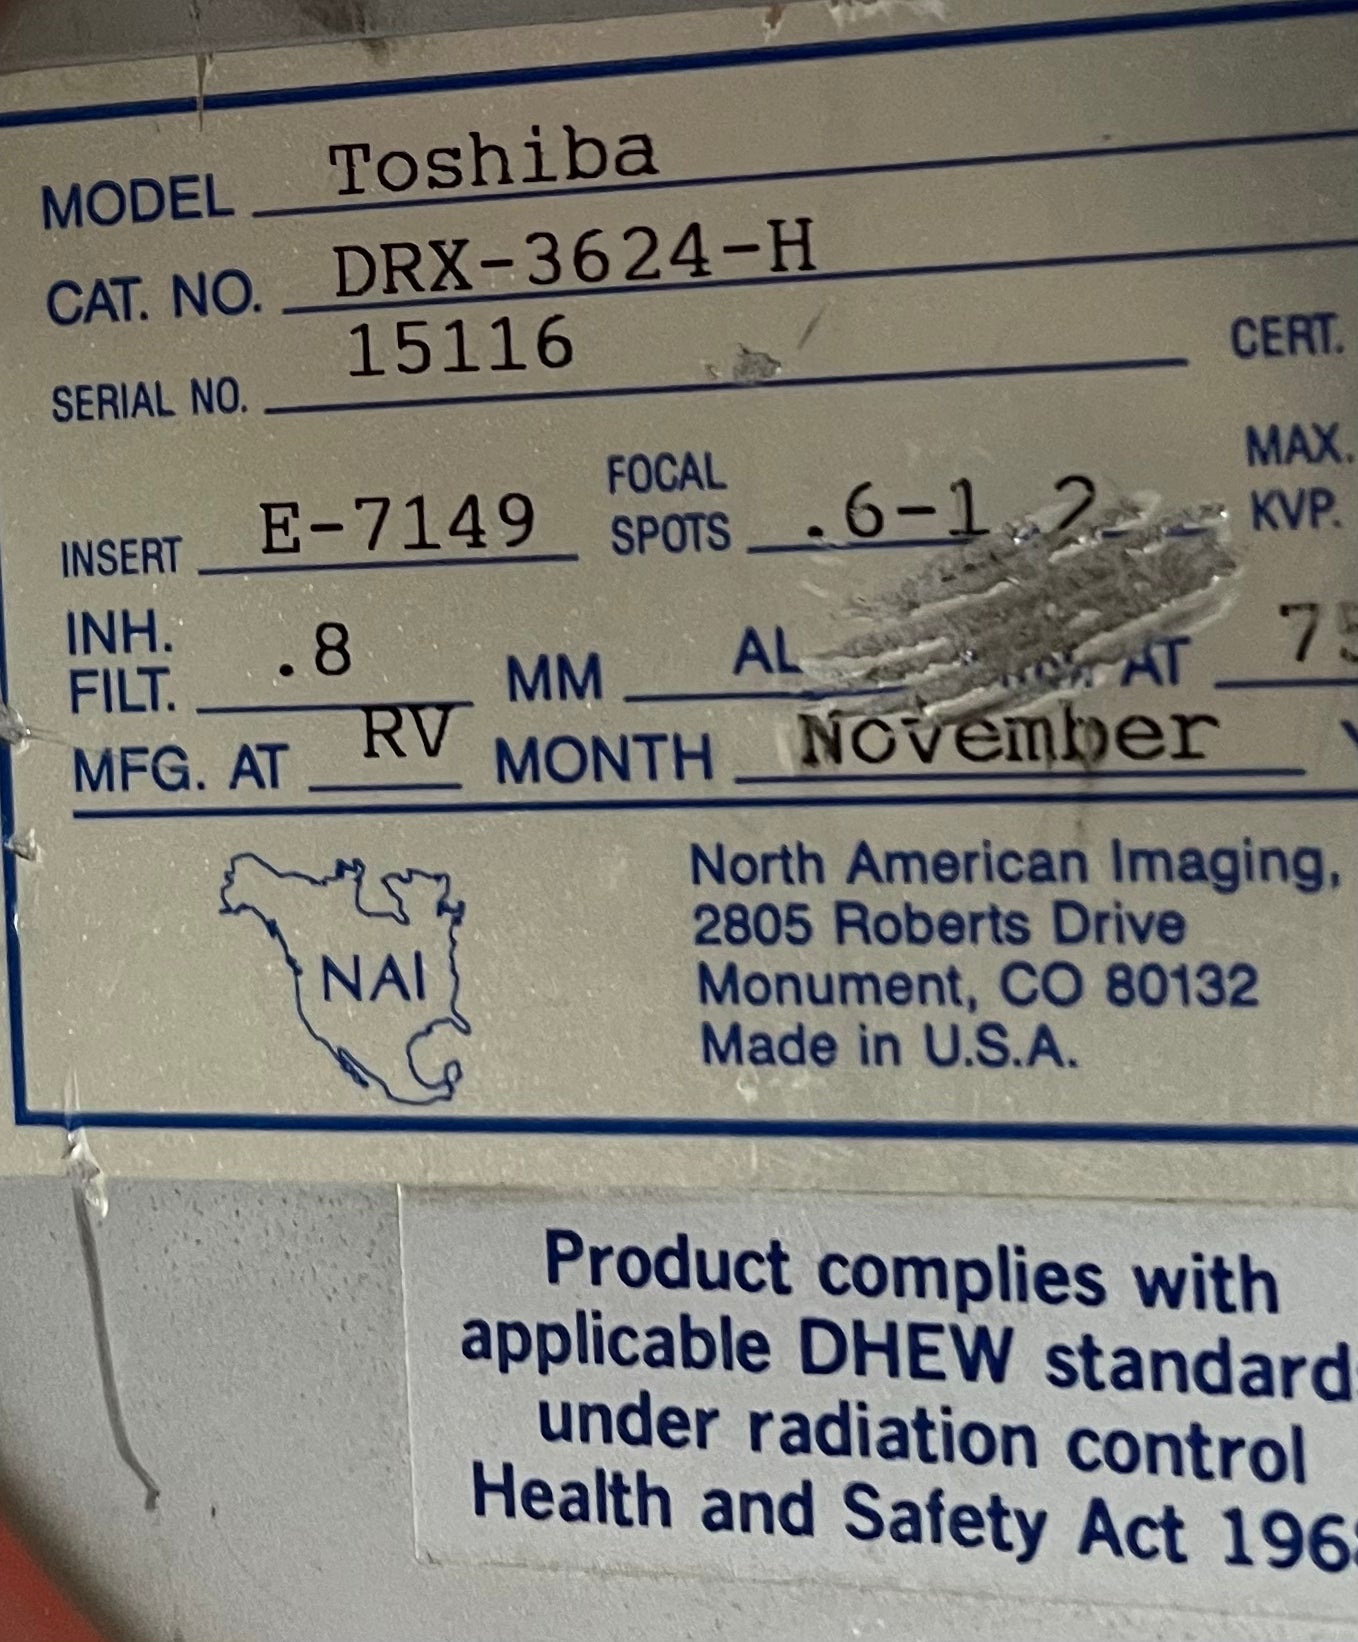 MODEL Toshiba
CAT. NO. DRX-3624-H
SERIAL NO. 15116 CERT.
INSERT E-7149 FOCAL SPOTS .6-1.2 MAX. KVP.
INH. FILT. .8 MM AL AT 75
MFG. AT RV MONTH November
NAI
North American Imaging,
2805 Roberts Drive
Monument, CO 80132
Made in U.S.A.
Product complies with
applicable DHEW standard
under radiation control
Health and Safety Act 1968